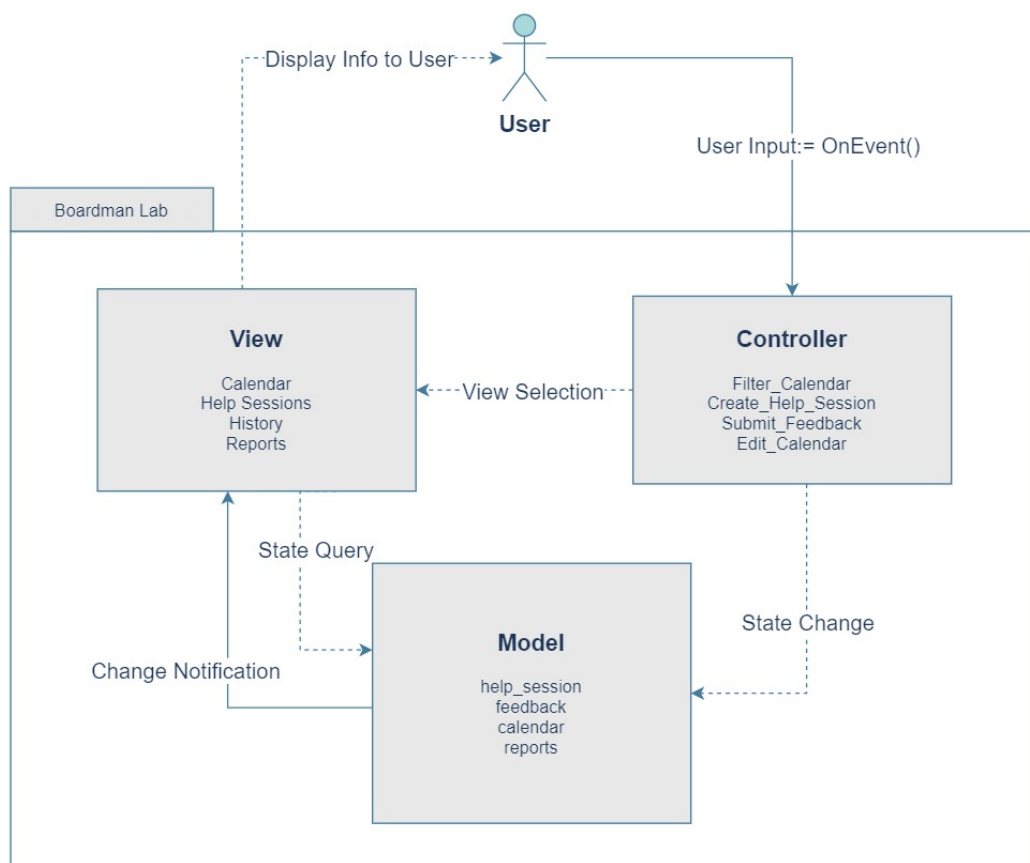 Display Info to User
User
User Input:= OnEvent()
Boardman Lab
View
Calendar
Help Sessions
History
Reports
View Selection
Controller
Filter_Calendar
Create_Help_Session
Submit_Feedback
Edit_Calendar
State Query
Change Notification
Model
help_session
feedback
calendar
reports
State Change